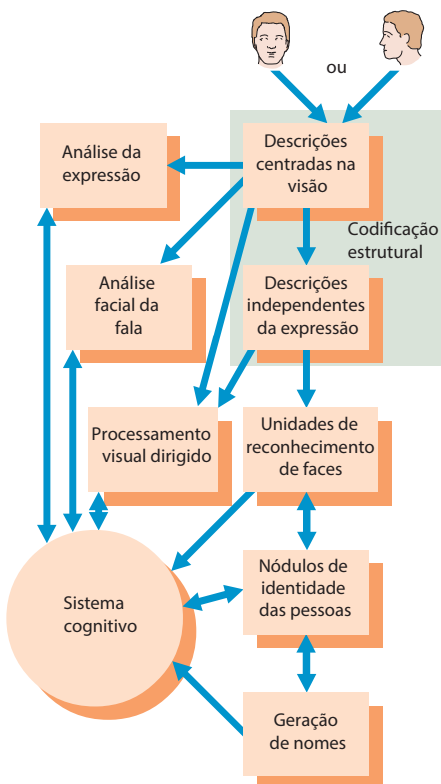 ou
Descrições
centradas na
visão
Análise da
expressão
Codificação
estrutural
Descrições
independentes
da expressão
Análise
facial da
fala
Unidades de
reconhecimento
de faces
Processamento
visual dirigido
Nódulos de
identidade
das pessoas
Sistema
cognitivo
Geração
de nomes